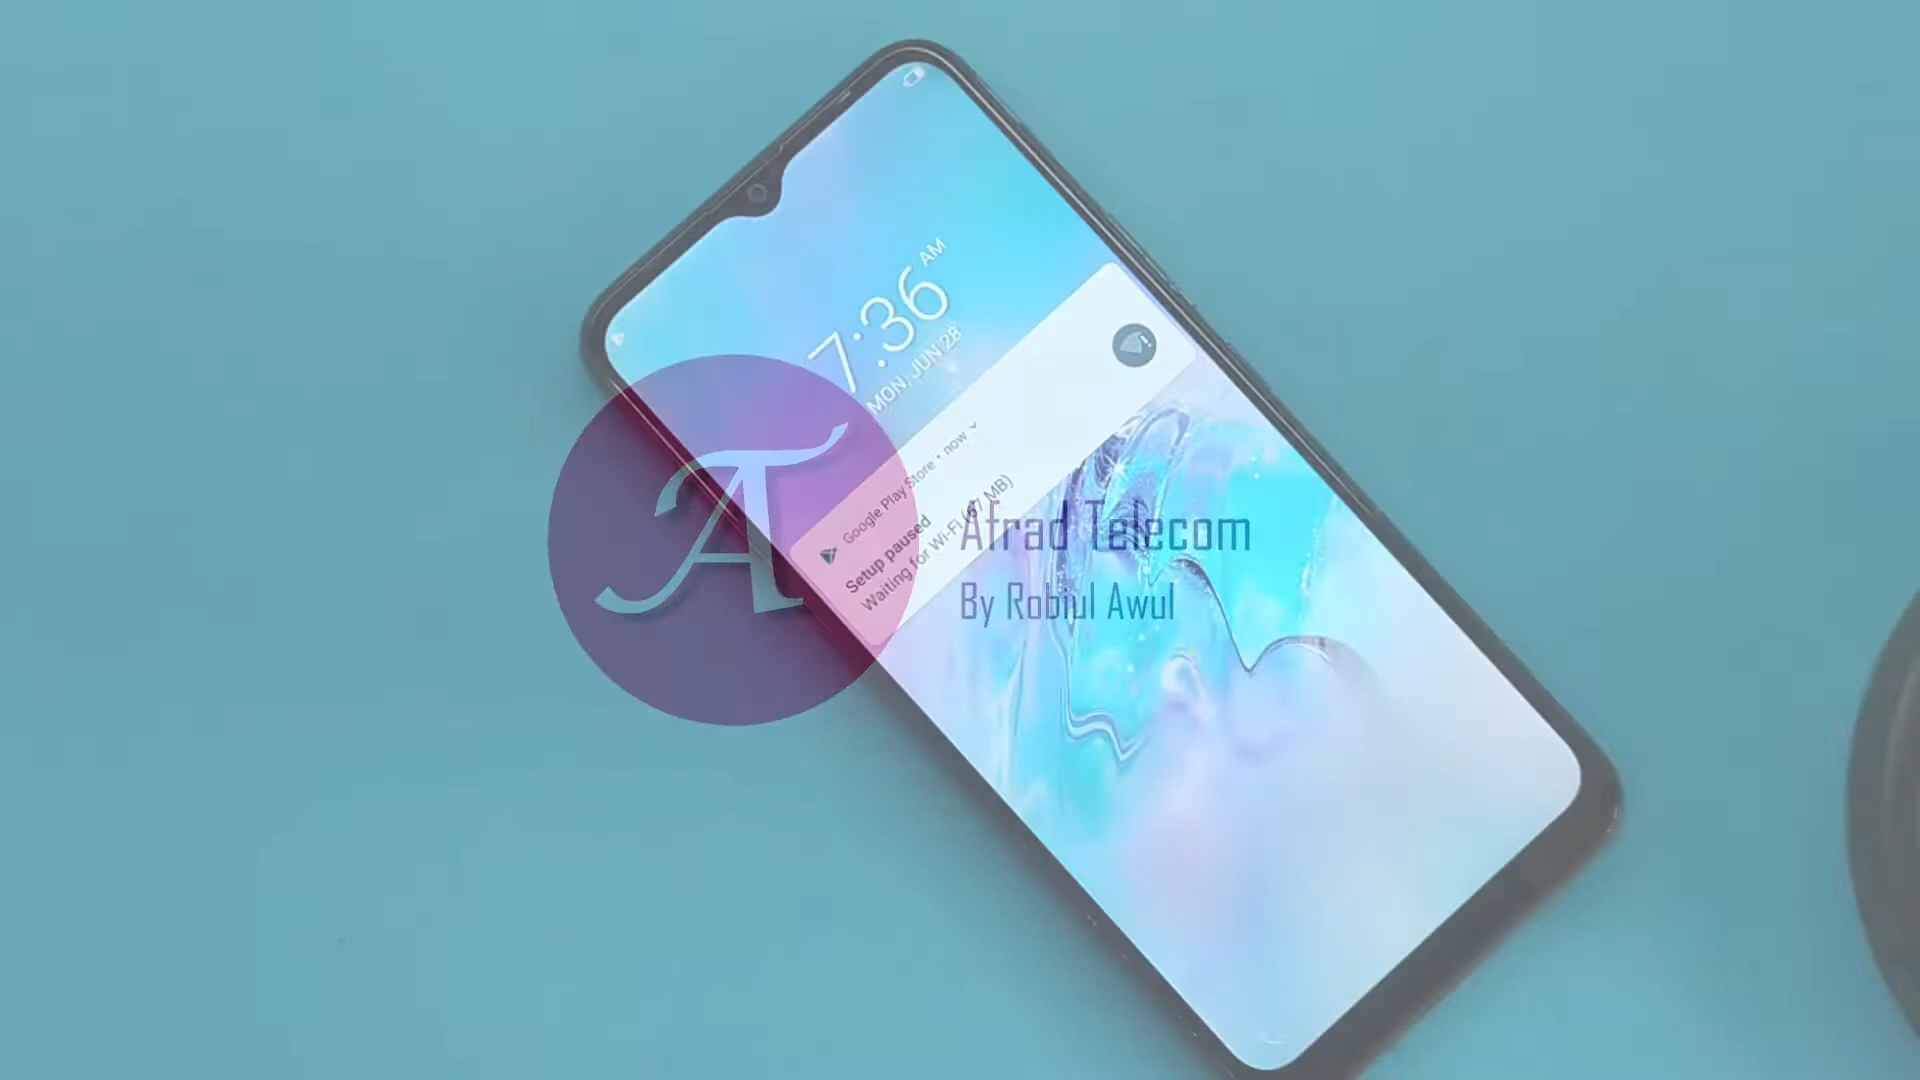 7:36 AM
MON, JUN 28
Google Play Store • now
Setup paused
Waiting for Wi-Fi (67 MB)
AT
Afrad Telecom
By Robiul Awul